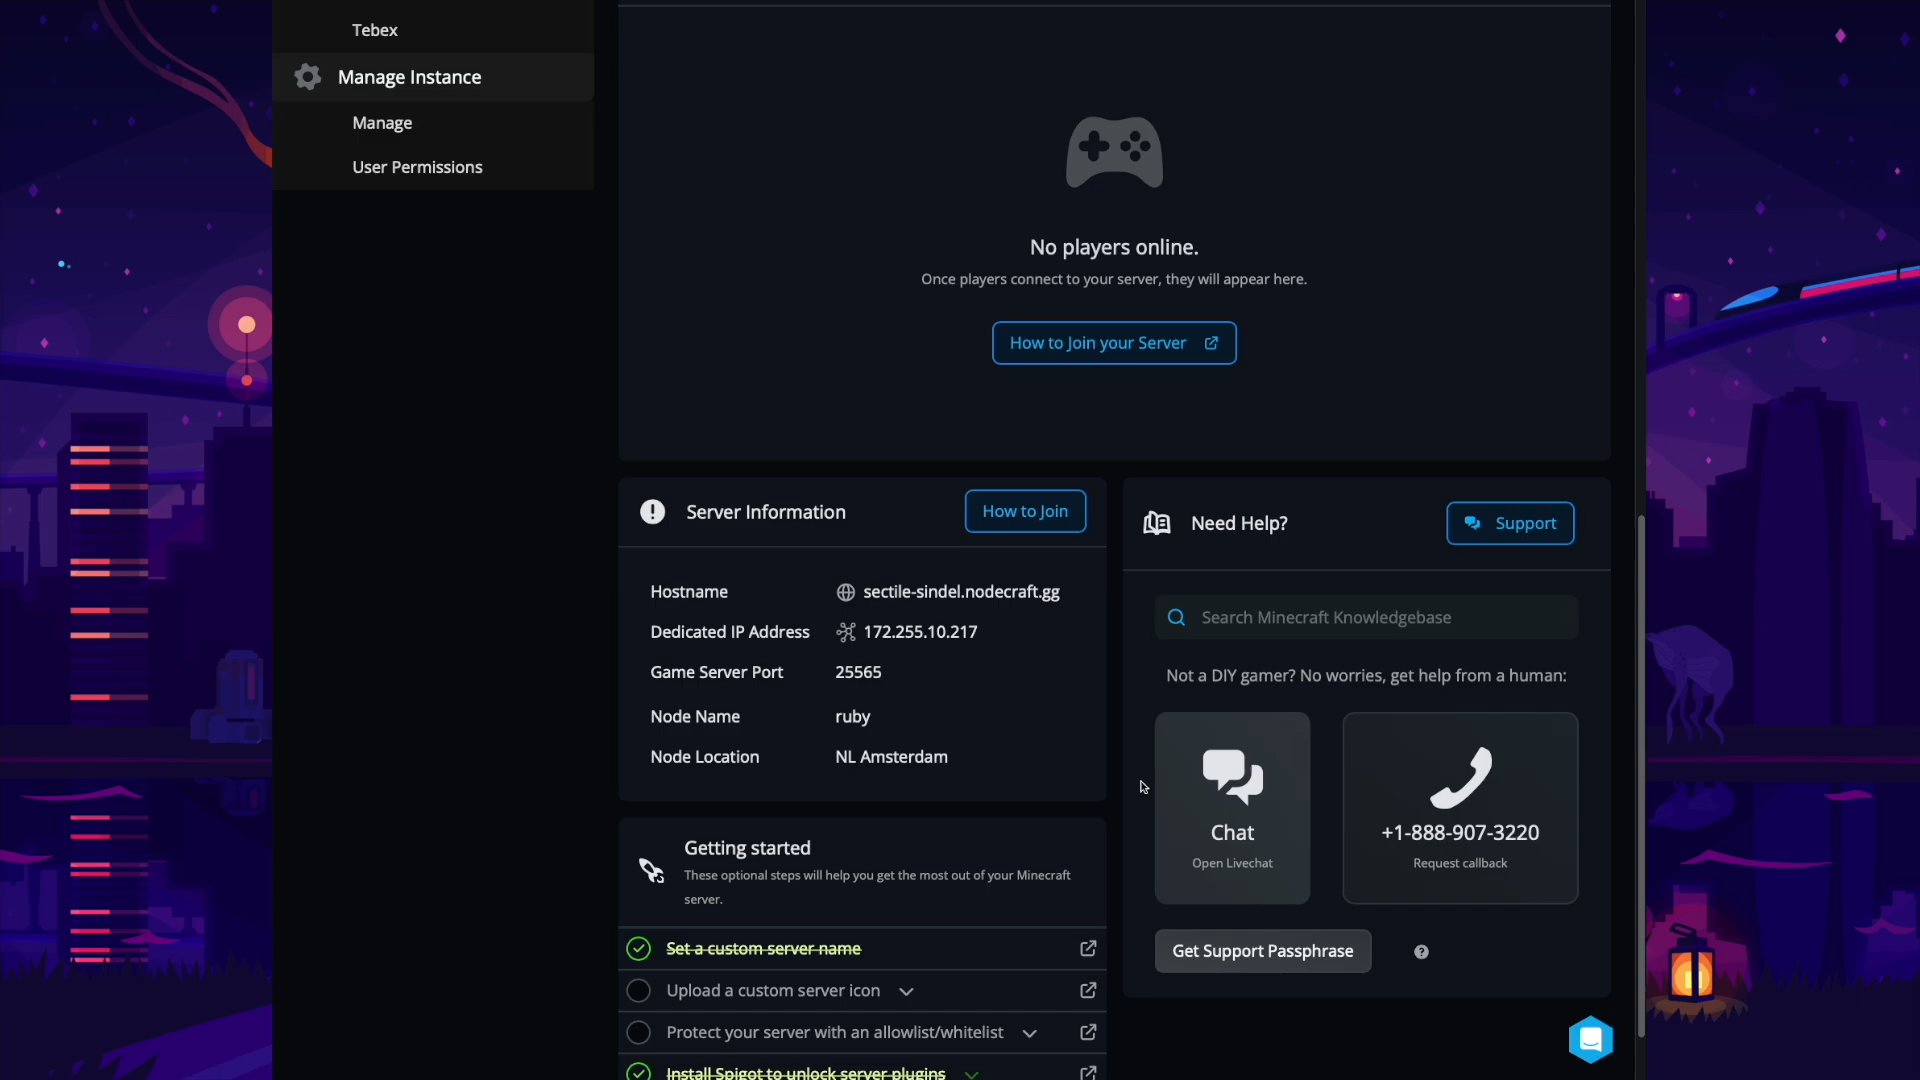 Tebex
Manage Instance
Manage
User Permissions
No players online.
Once players connect to your server, they will appear here.
How to Join your Server
Server Information
How to Join
Hostname
sectile-sindel.nodecraft.gg
Dedicated IP Address
172.255.10.217
Game Server Port
25565
Node Name
ruby
Node Location
NL Amsterdam
Need Help?
Support
Search Minecraft Knowledgebase
Not a DIY gamer? No worries, get help from a human:
Chat
Open Livechat
+1-888-907-3220
Request callback
Get Support Passphrase
Getting started
These optional steps will help you get the most out of your Minecraft
server.
Set a custom server name
Upload a custom server icon
Protect your server with an allowlist/whitelist
Install Spigot to unlock server plugins